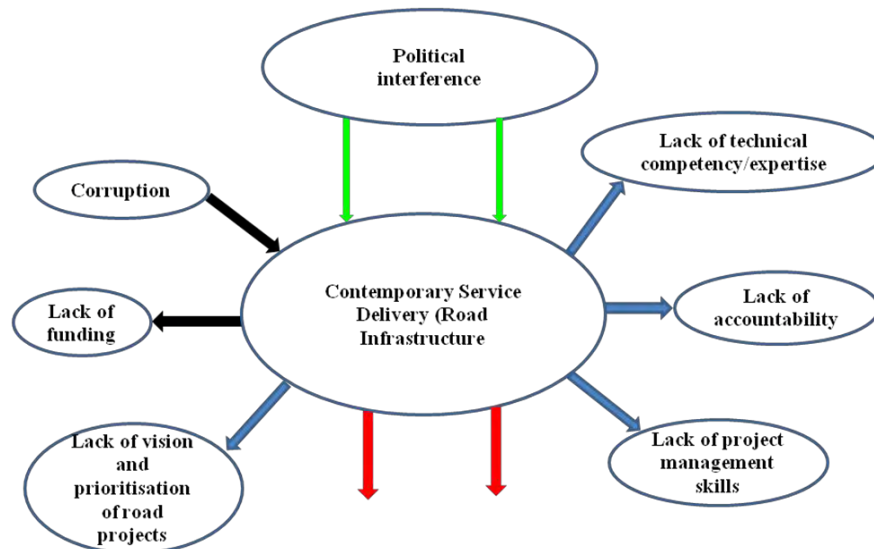 Political
interference
Lack of technical
competency/expertise
Corruption
Contemporary Service
Delivery (Road
Infrastructure
Lack of
funding
Lack of
accountability
Lack of vision
and
prioritisation
of road
projects
Lack of project
management
skills